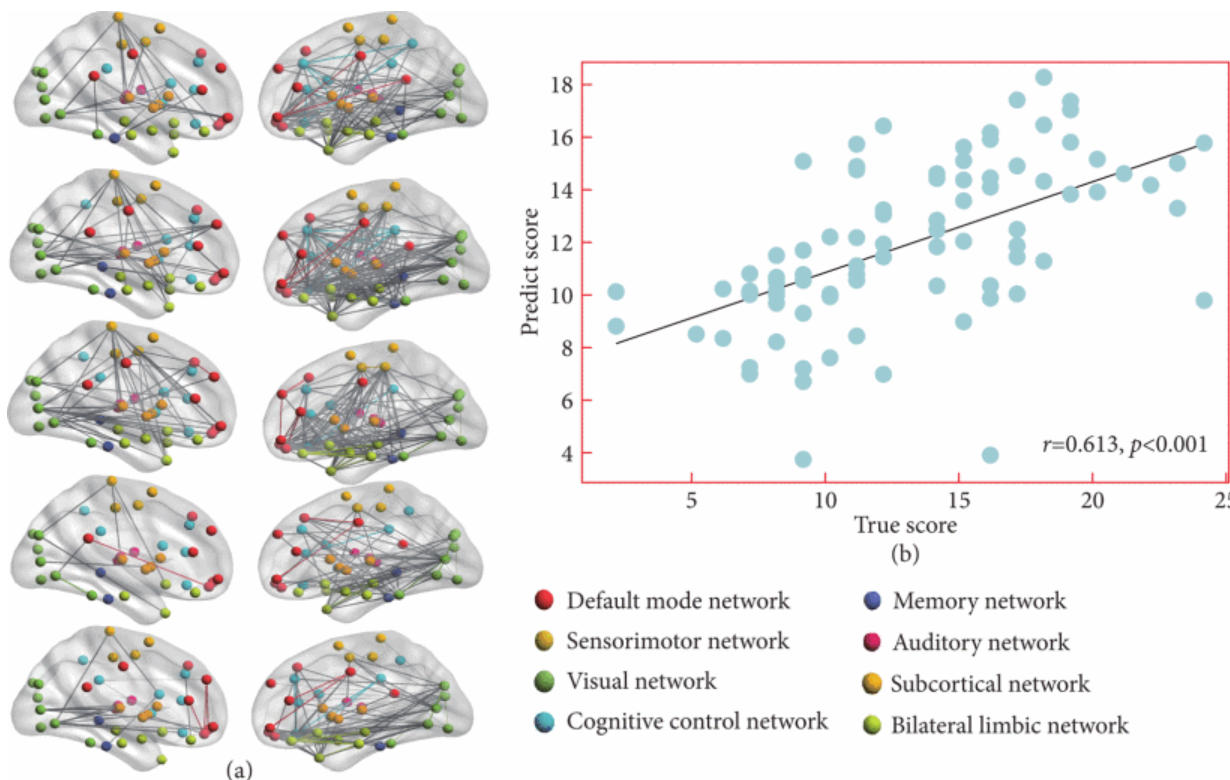 18
16
14
12
10
8
6
4
Predict score
r=0.613, p<0.001
5 10 15 20 25
True score
(a)
(b)
Default mode network
Sensorimotor network
Visual network
Cognitive control network
Memory network
Auditory network
Subcortical network
Bilateral limbic network